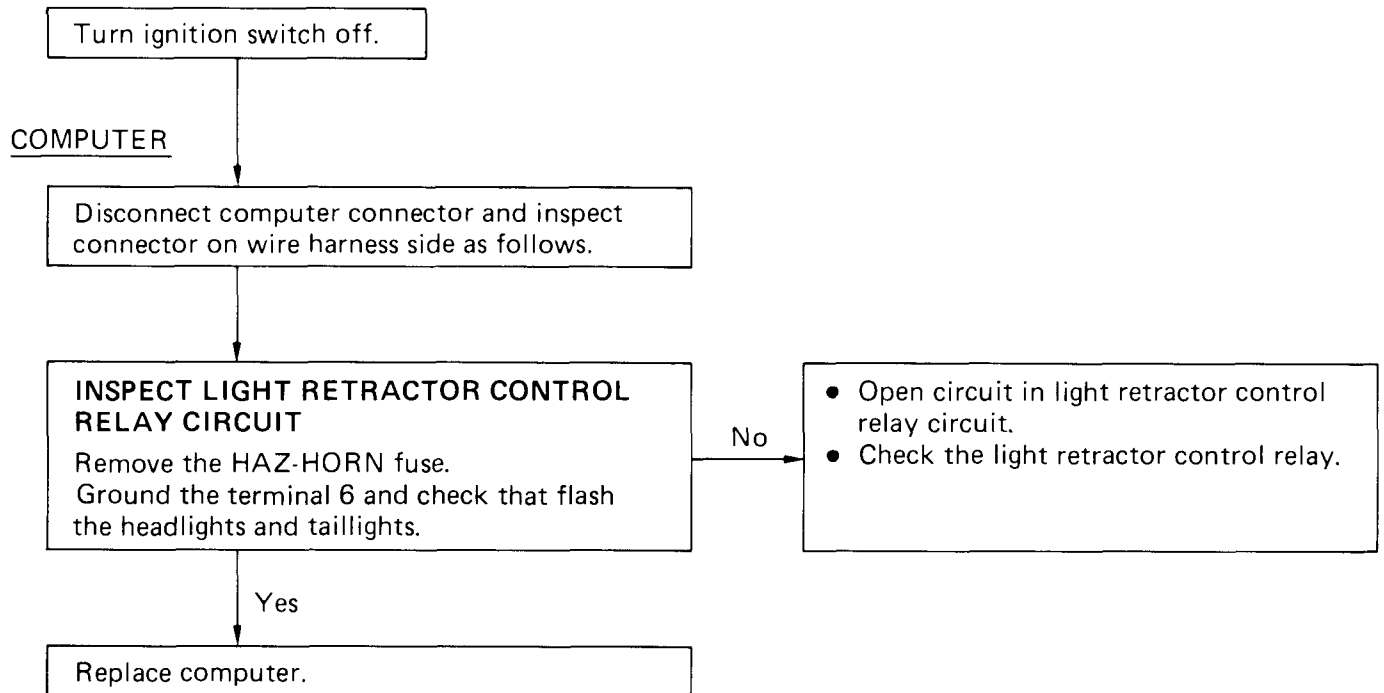 Turn ignition switch off.
COMPUTER
Disconnect computer connector and inspect
connector on wire harness side as follows.
INSPECT LIGHT RETRACTOR CONTROL
RELAY CIRCUIT
Remove the HAZ-HORN fuse.
Ground the terminal 6 and check that flash
the headlights and taillights.
No
● Open circuit in light retractor control
relay circuit.
● Check the light retractor control relay.
Yes
Replace computer.